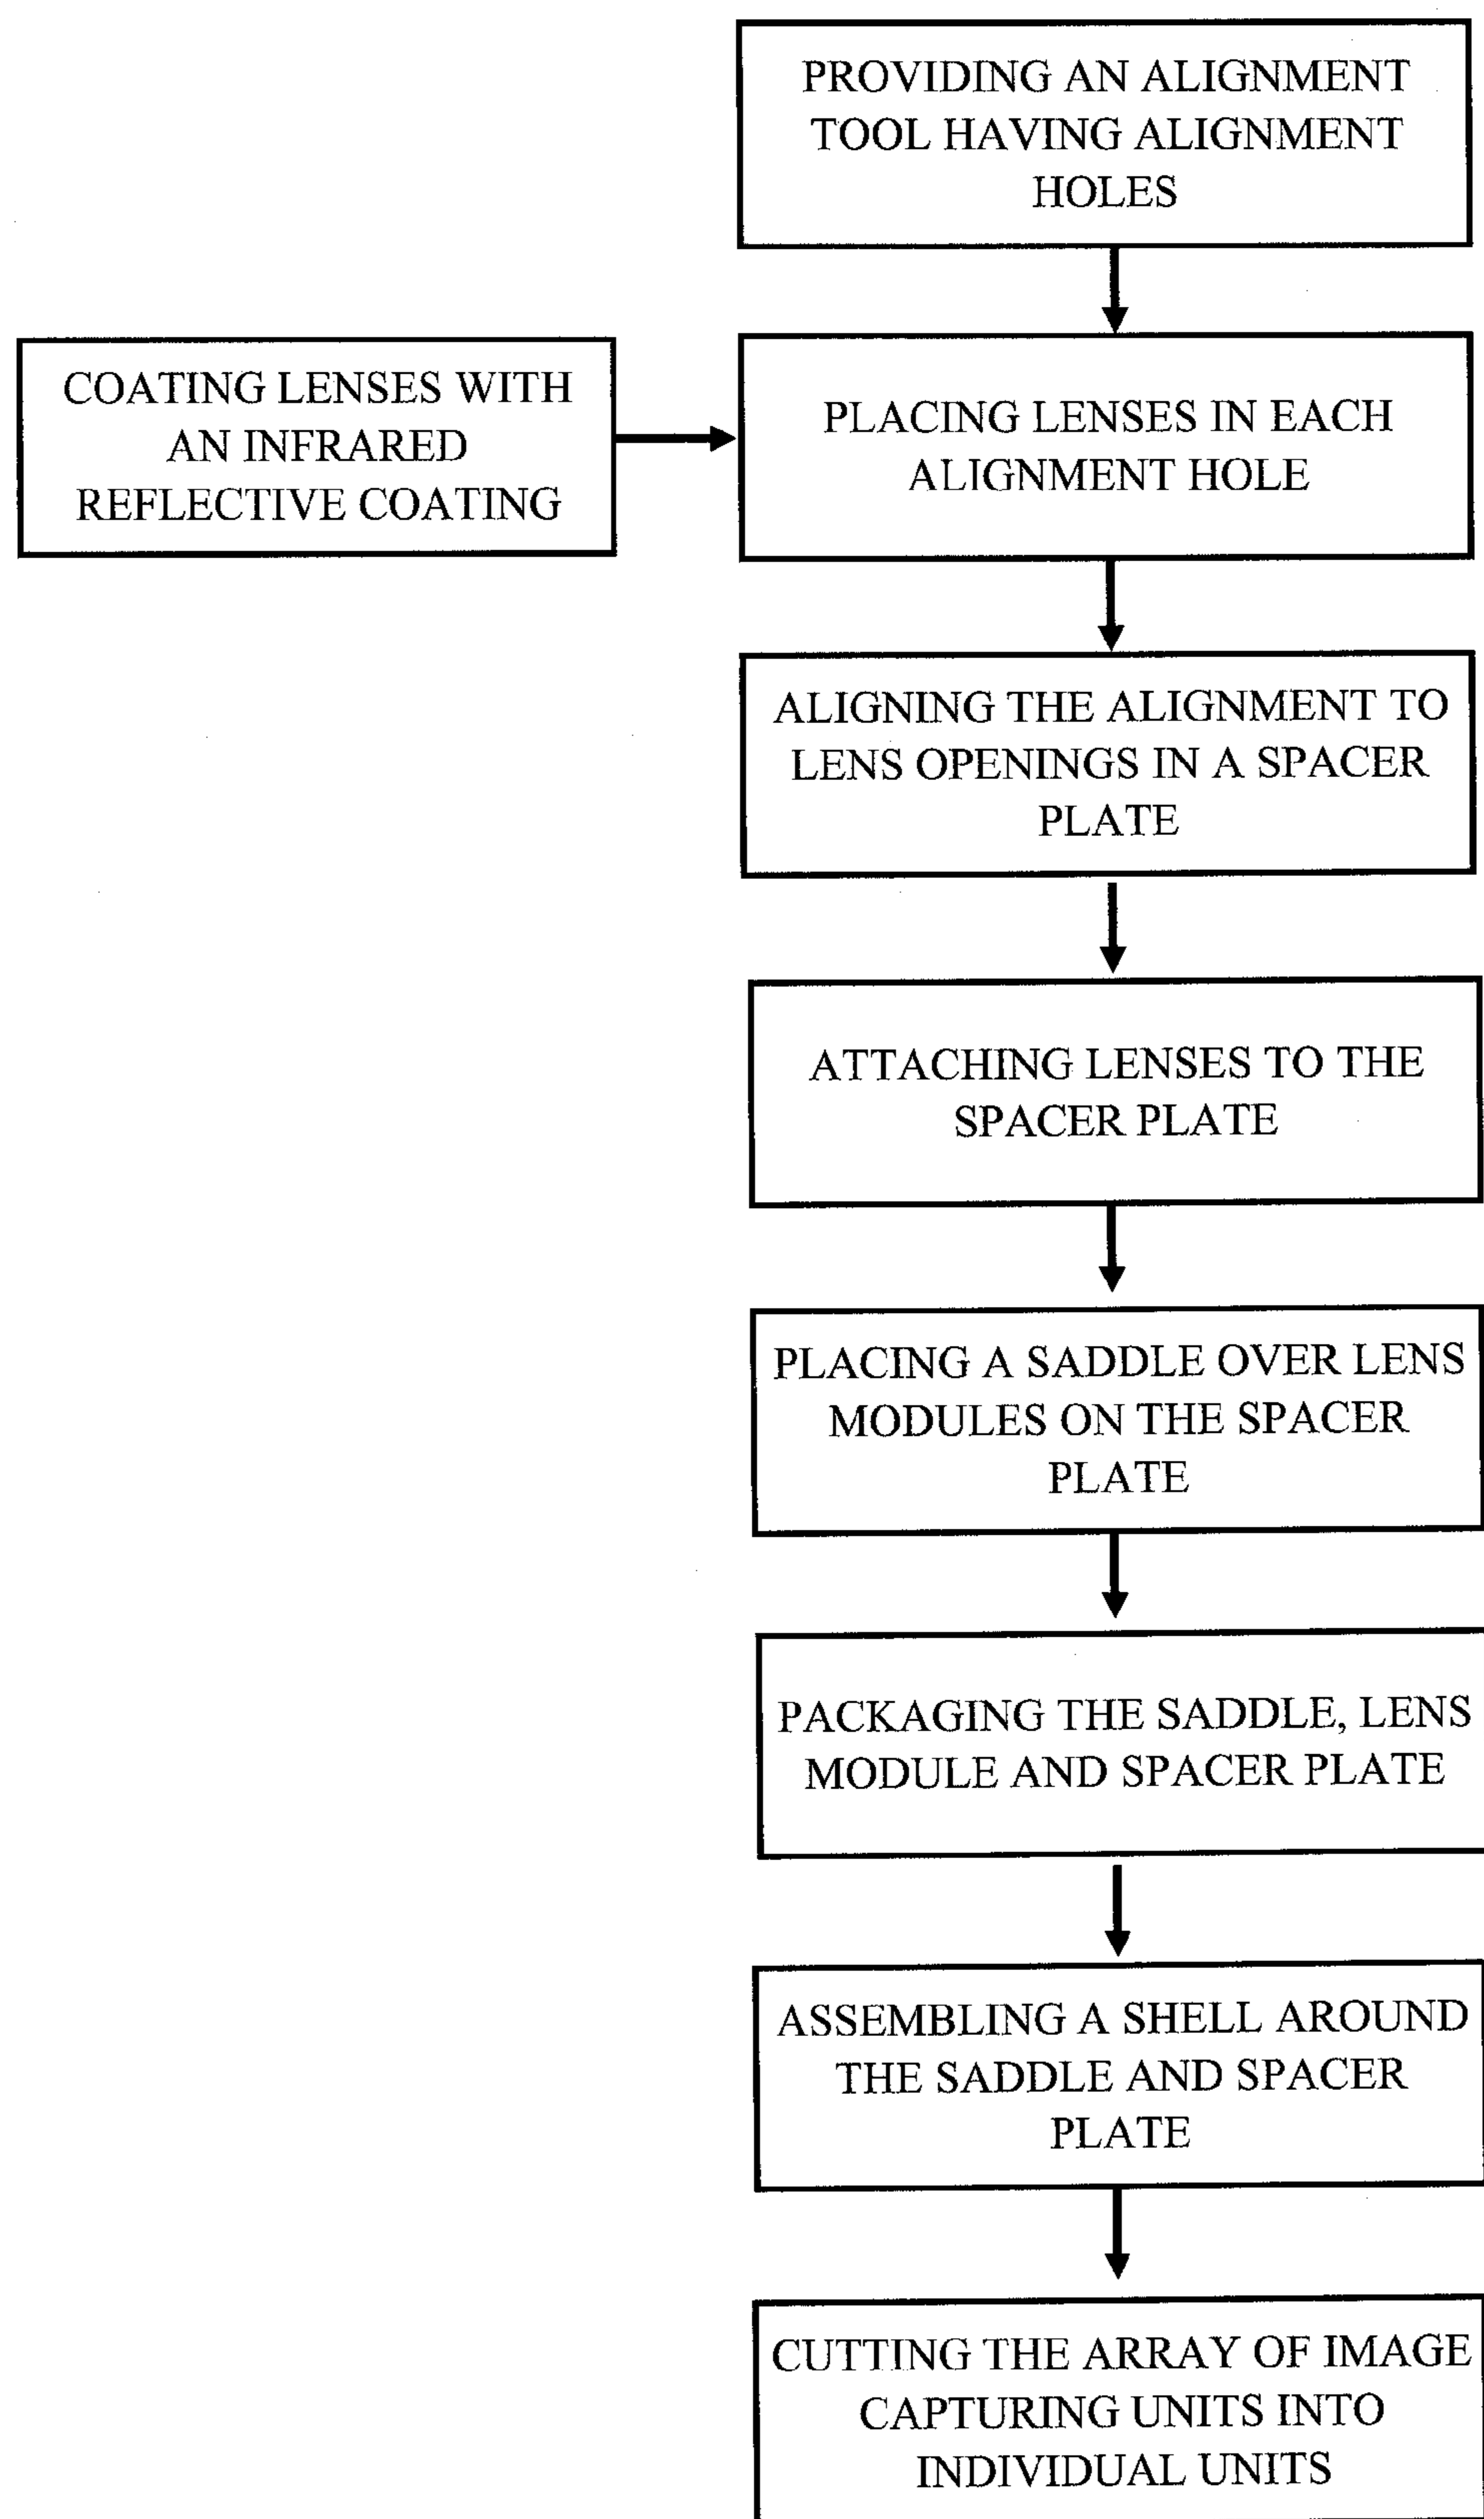 PROVIDING AN ALIGNMENT
TOOL HAVING ALIGNMENT
HOLES
COATING LENSES WITH
AN INFRARED
REFLECTIVE COATING
PLACING LENSES IN EACH
ALIGNMENT HOLE
ALIGNING THE ALIGNMENT TO
LENS OPENINGS IN A SPACER
PLATE
ATTACHING LENSES TO THE
SPACER PLATE
PLACING A SADDLE OVER LENS
MODULES ON THE SPACER
PLATE
PACKAGING THE SADDLE, LENS
MODULE AND SPACER PLATE
ASSEMBLING A SHELL AROUND
THE SADDLE AND SPACER
PLATE
CUTTING THE ARRAY OF IMAGE
CAPTURING UNITS INTO
INDIVIDUAL UNITS